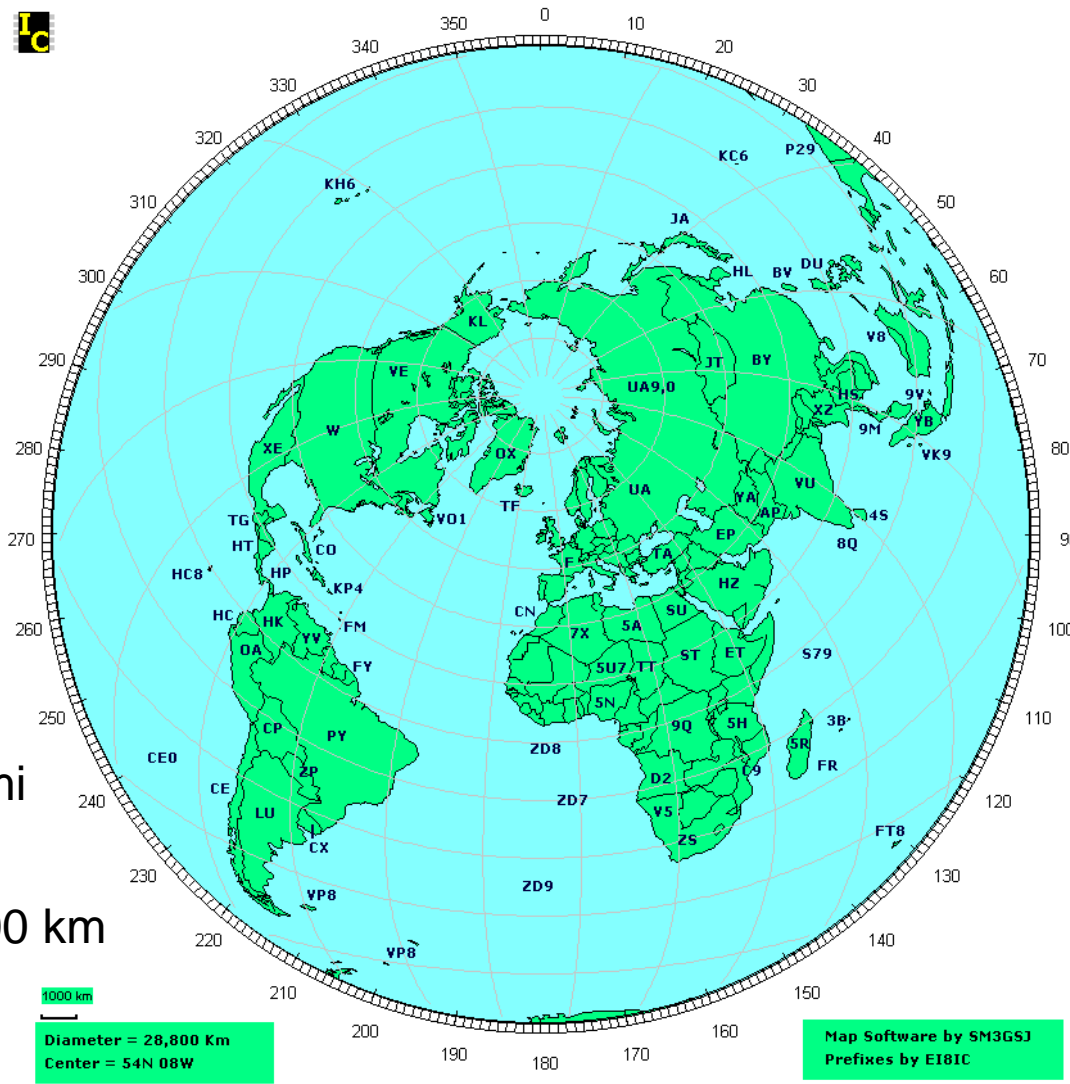 IC
350 0 10
340 20
330 30
320 40
310 50
300 60
290 70
280 80
270 9
260 100
250 110
240 120
230 130
220 140
210 150
200 160
190 180 170
KC6 P29
KH6
JA
HL BV DU
KL
V8
VE JT BY
UA9,0
HS 9V
W XZ YB
9M
XE OX VK9
UA YA VU
TG VO1 TF AP 4S
HT CO EP 8Q
F TA
HC8 HP KP4 HZ
HC HK FM CN SU
YV 7X 5A
OA FY 5U7 TT ST ET S79
5N
CP PY ZD8 9Q 5H 3B
5R
CE0 ZP C9 FR
ni
CE D2
LU ZD7 V5
CX ZS FT8
VP8 ZD9
00 km
VP8
1000 km
Diameter = 28,800 Km
Center = 54N 08W
Map Software by SM3GSJ
Prefixes by EI8IC